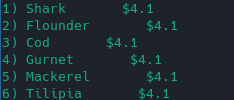 1) Shark       $4.1
2) Flounder       $4.1
3) Cod       $4.1
4) Gurnet       $4.1
5) Mackerel       $4.1
6) Tilipia       $4.1